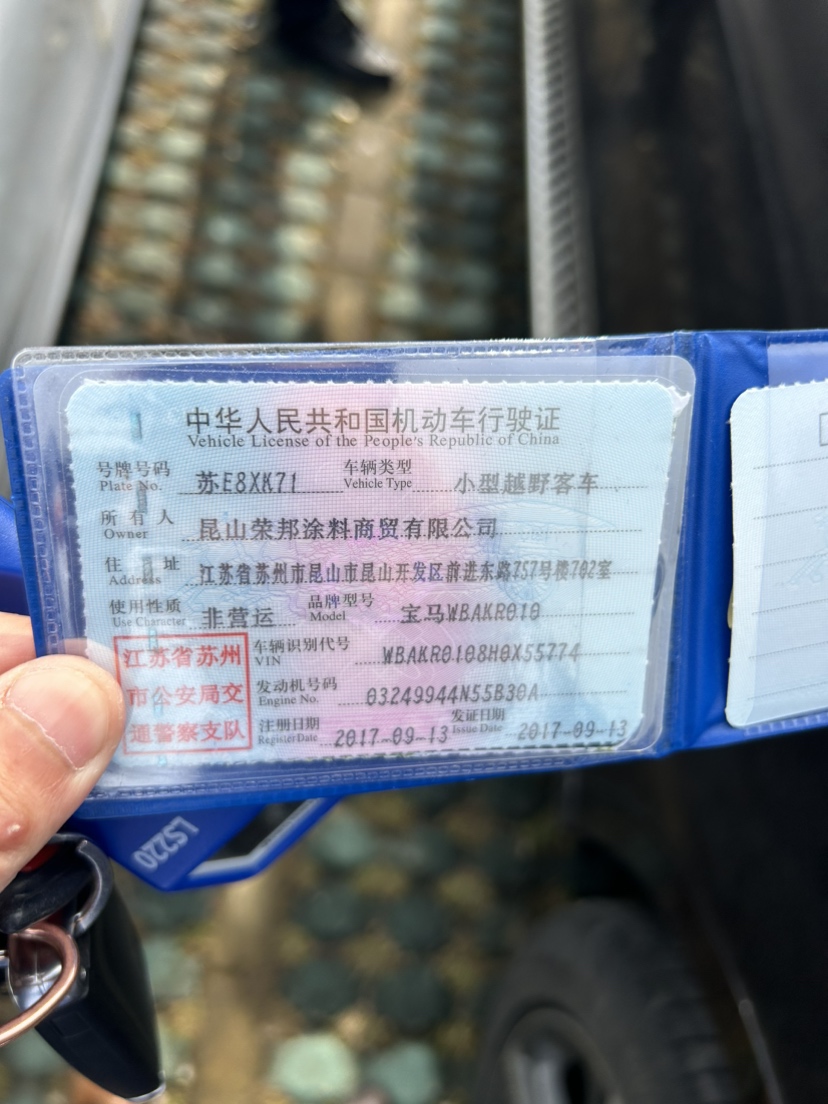 中华人民共和国机动车行驶证
Vehicle License of the People's Republic of China
号牌号码 苏E8XK71 车辆类型 小型越野客车
Plate No. Vehicle Type
所有人 昆山荣邦涂料商贸有限公司
Owner
住址 江苏省苏州市昆山市昆山开发区前进东路757号楼702室
Address
使用性质 非营运 品牌型号 宝马WBAKR010
Use Character Model
江苏省苏州 车辆识别代号 WBAKR0108H0X55774
VIN
市公安局交 发动机号码 03249944N55B30A
Engine No.
通警察支队 注册日期 2017-09-13 发证日期 2017-09-13
Register Date Issue Date
LS220